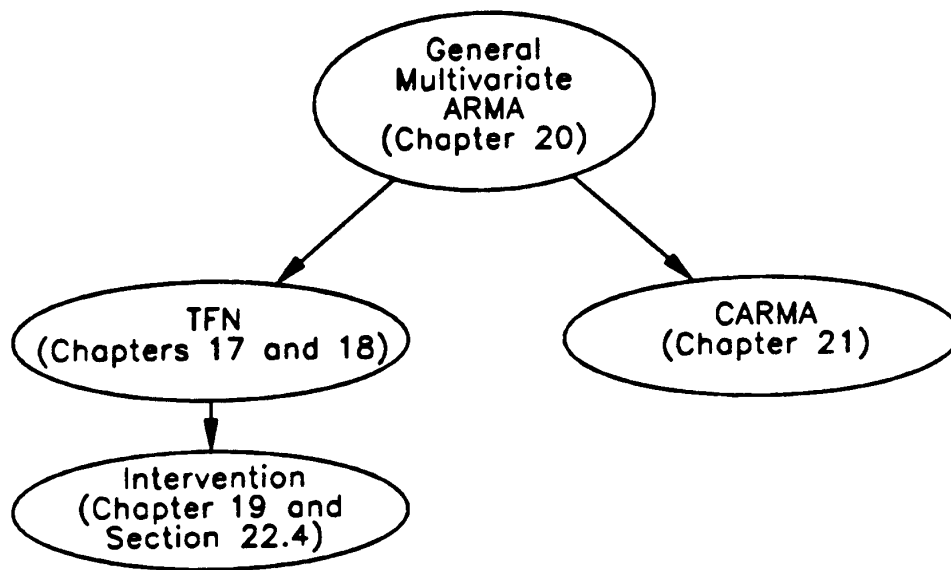 General
Multivariate
ARMA
(Chapter 20)
TFN
(Chapters 17 and 18)
CARMA
(Chapter 21)
Intervention
(Chapter 19 and
Section 22.4)